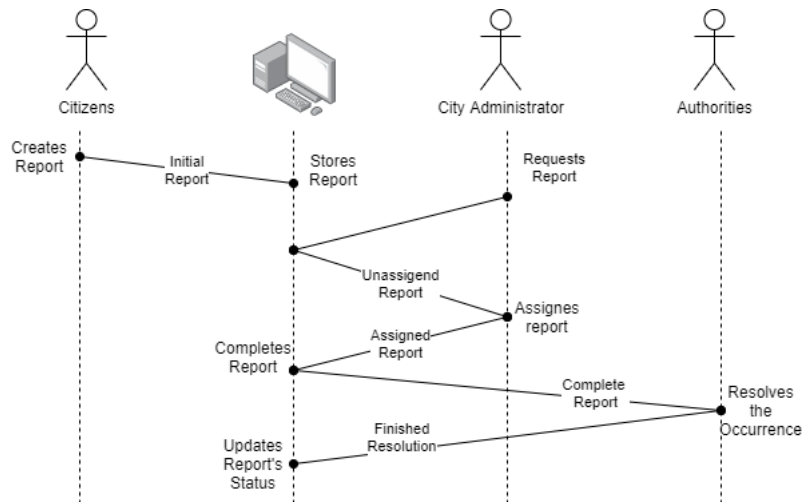 Citizens
City Administrator
Authorities
Creates
Report
Initial
Report
Stores
Report
Requests
Report
Unassigend
Report
Assignes
report
Assigned
Report
Completes
Report
Complete
Report
Resolves
the
Occurrence
Finished
Resolution
Updates
Report's
Status